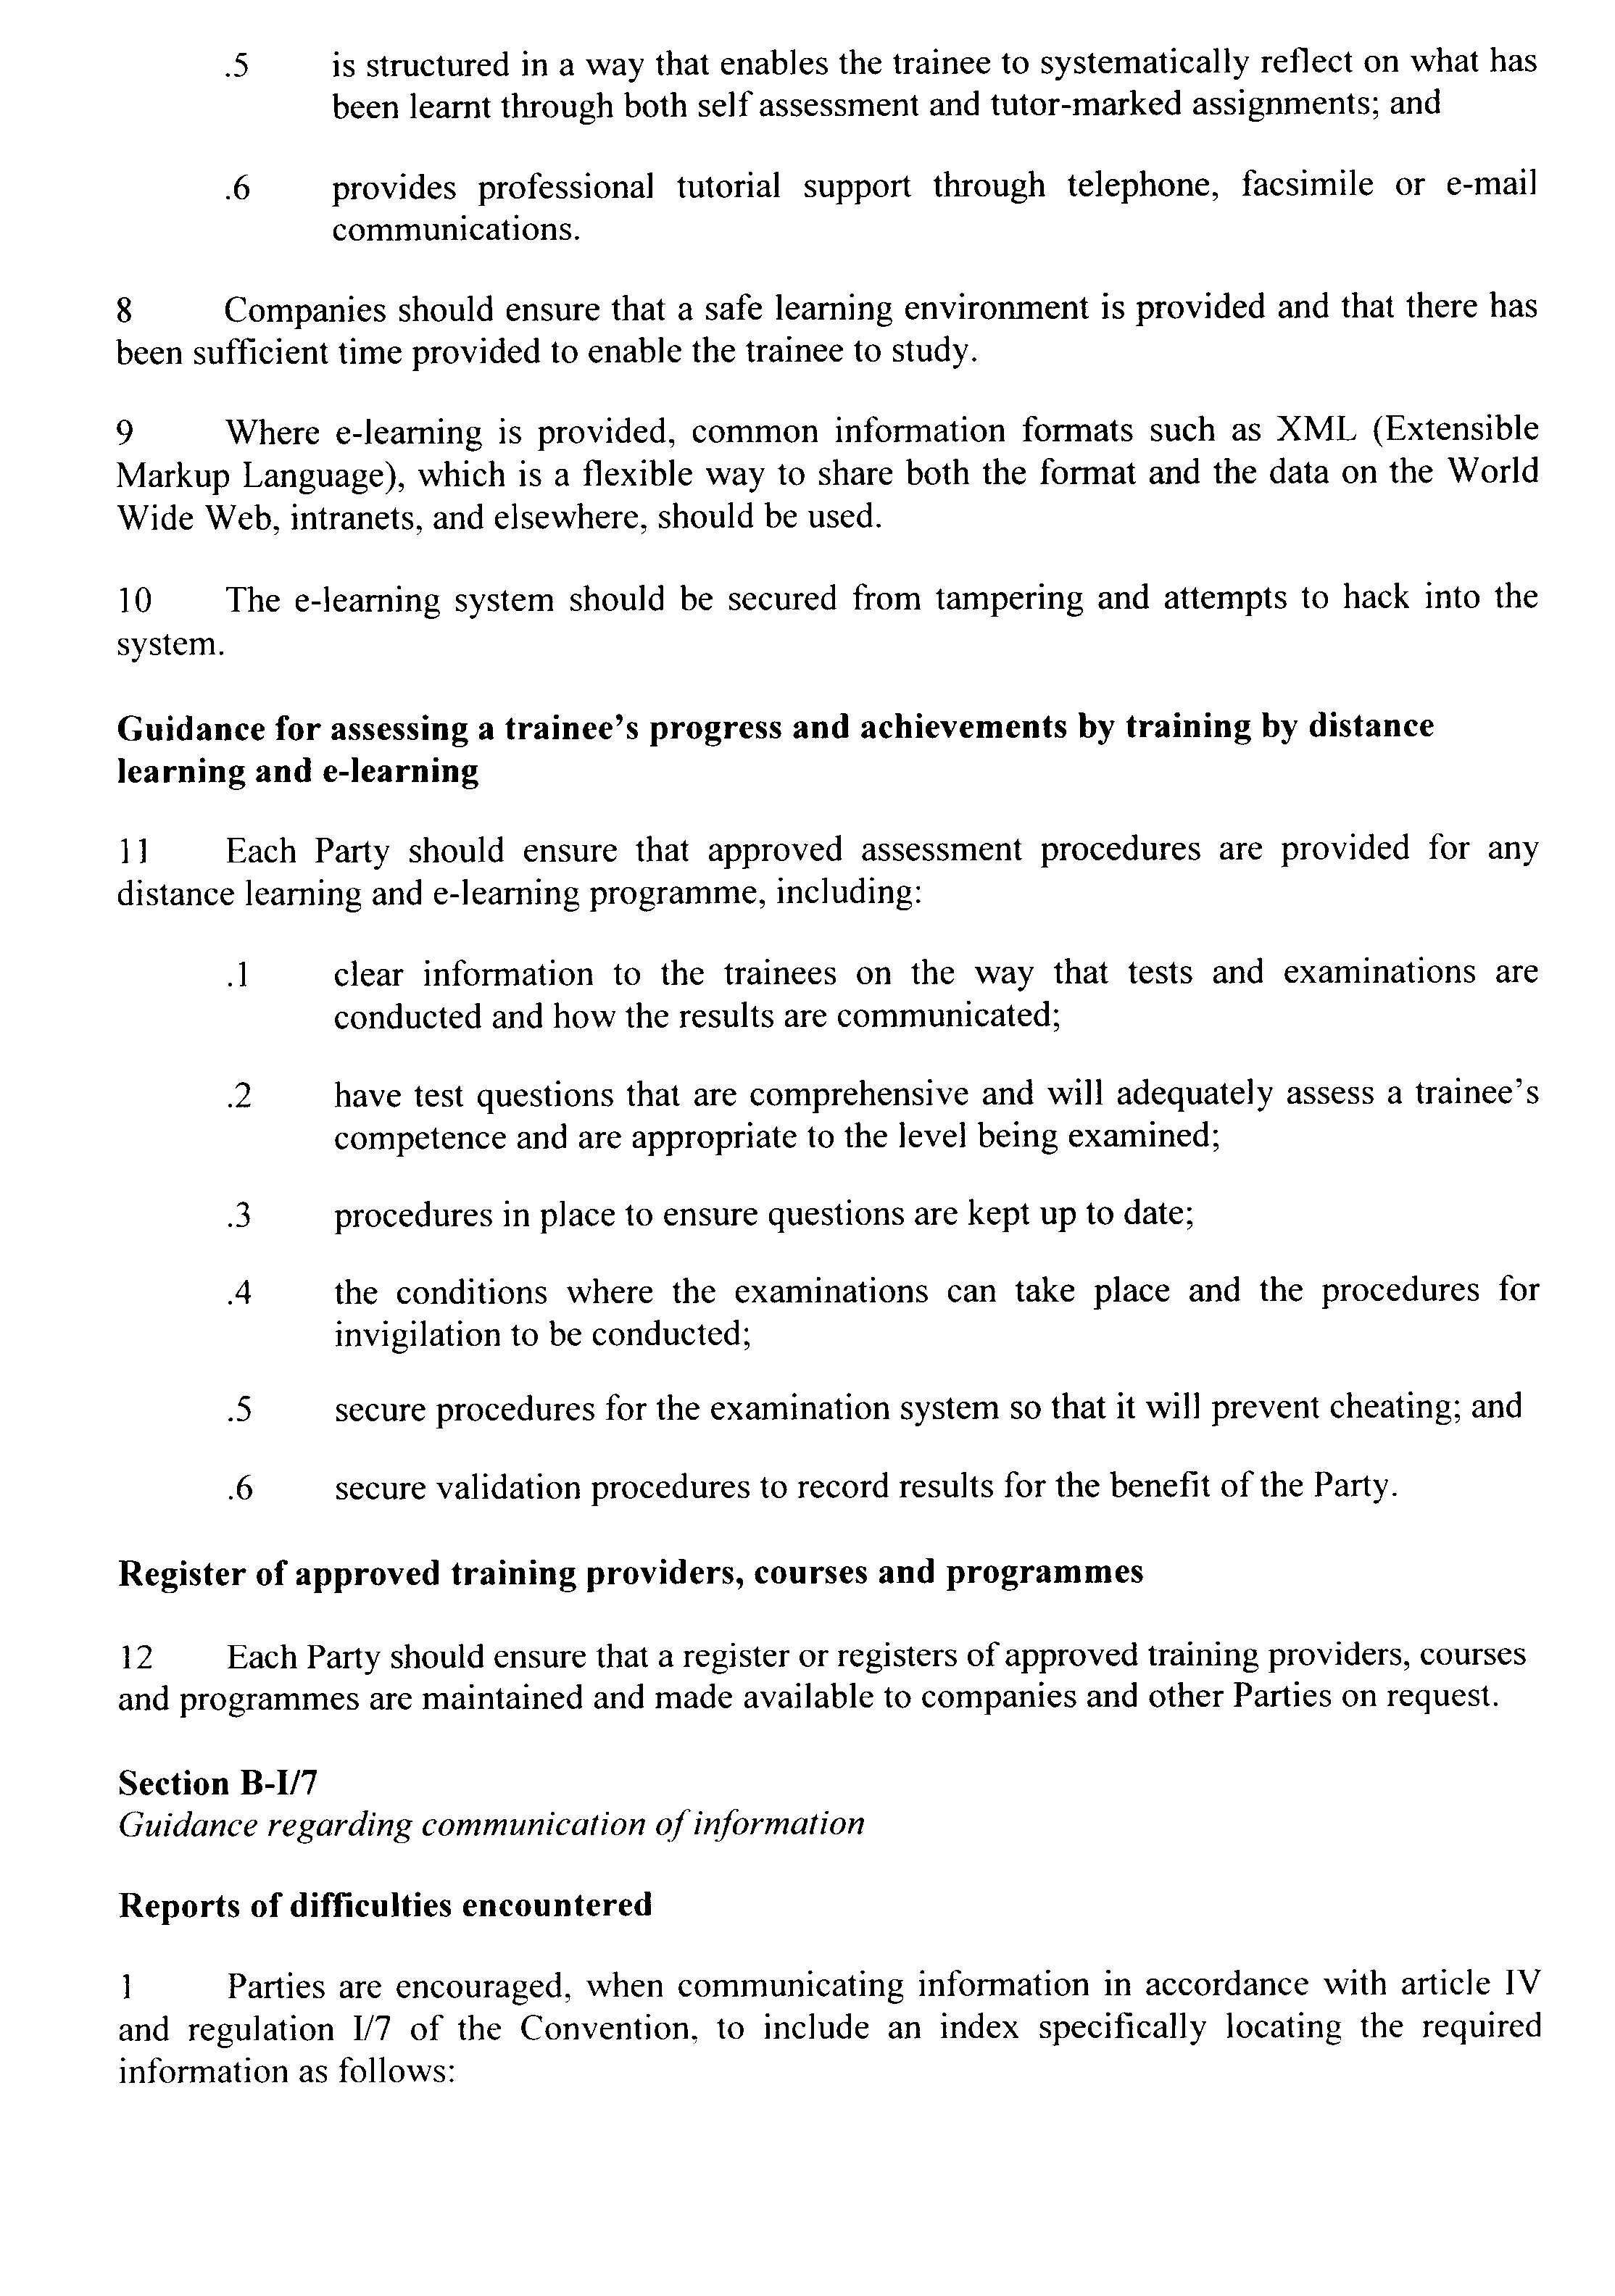 .5 is structured in a way that enables the trainee to systematically reflect on what has
been learnt through both self assessment and tutor-marked assignments; and
.6 provides professional tutorial support through telephone, facsimile or e-mail
communications.
8 Companies should ensure that a safe learning environment is provided and that there has
been sufficient time provided to enable the trainee to study.
9 Where e-learning is provided, common information formats such as XML (Extensible
Markup Language), which is a flexible way to share both the format and the data on the World
Wide Web, intranets, and elsewhere, should be used.
10 The e-learning system should be secured from tampering and attempts to hack into the
system.
Guidance for assessing a trainee's progress and achievements by training by distance
learning and e-learning
11 Each Party should ensure that approved assessment procedures are provided for any
distance learning and e-learning programme, including:
.1 clear information to the trainees on the way that tests and examinations are
conducted and how the results are communicated;
.2 have test questions that are comprehensive and will adequately assess a trainee's
competence and are appropriate to the level being examined;
.3 procedures in place to ensure questions are kept up to date;
.4 the conditions where the examinations can take place and the procedures for
invigilation to be conducted;
.5 secure procedures for the examination system so that it will prevent cheating; and
.6 secure validation procedures to record results for the benefit of the Party.
Register of approved training providers, courses and programmes
12 Each Party should ensure that a register or registers of approved training providers, courses
and programmes are maintained and made available to companies and other Parties on request.
Section B-I/7
Guidance regarding communication of information
Reports of difficulties encountered
1 Parties are encouraged, when communicating information in accordance with article IV
and regulation I/7 of the Convention, to include an index specifically locating the required
information as follows: